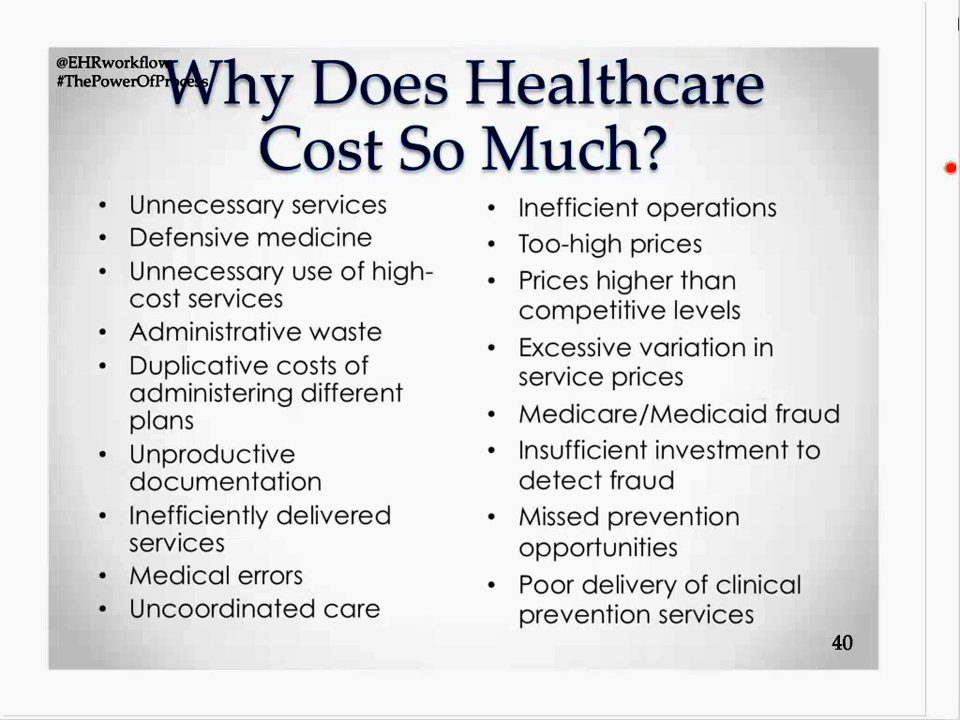 @EHRworkflow
#ThePowerOfProcess
Why Does Healthcare
Cost So Much?
• Unnecessary services
• Defensive medicine
• Unnecessary use of high-
cost services
• Administrative waste
• Duplicative costs of
administering different
plans
• Unproductive
documentation
• Inefficiently delivered
services
• Medical errors
• Uncoordinated care
• Inefficient operations
• Too-high prices
• Prices higher than
competitive levels
• Excessive variation in
service prices
• Medicare/Medicaid fraud
• Insufficient investment to
detect fraud
• Missed prevention
opportunities
• Poor delivery of clinical
prevention services
40